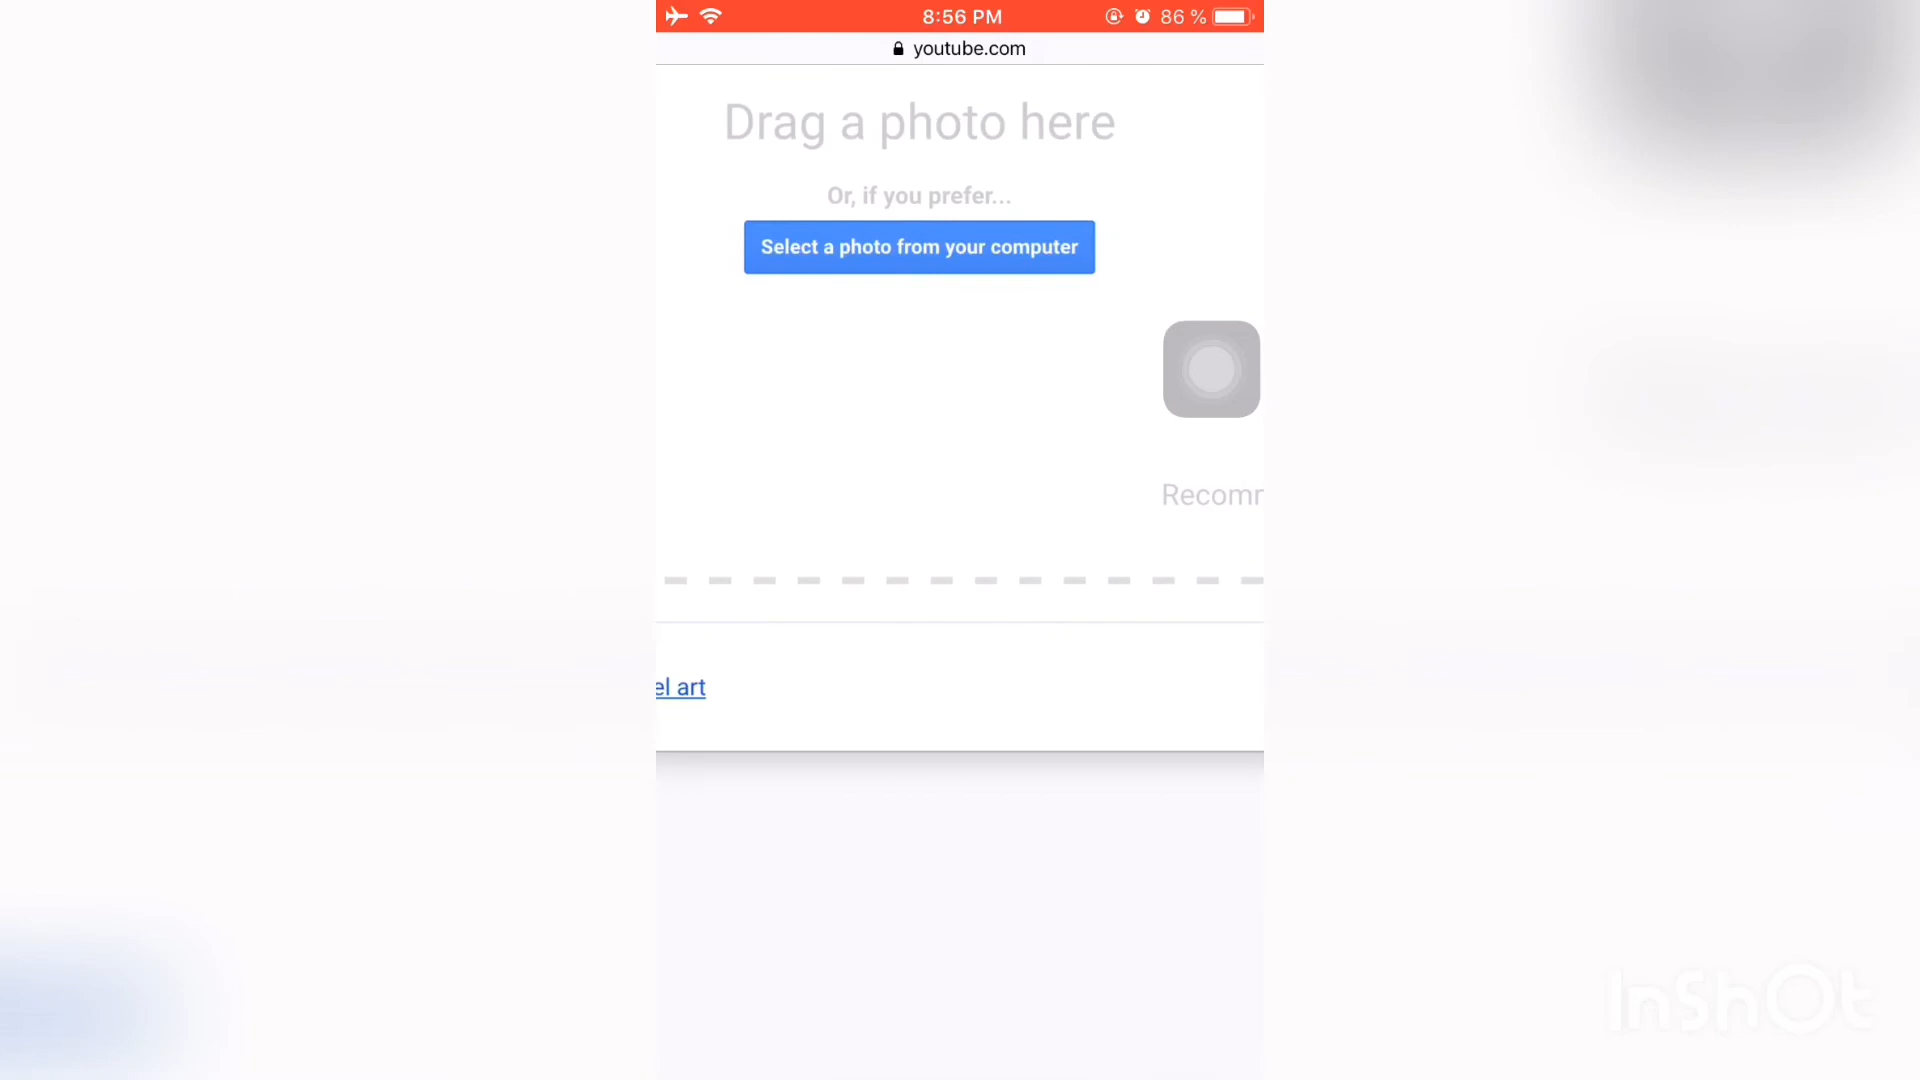 8:56 PM
86 %
youtube.com
Drag a photo here
Or, if you prefer...
Select a photo from your computer
Recomm
el art
InShOt